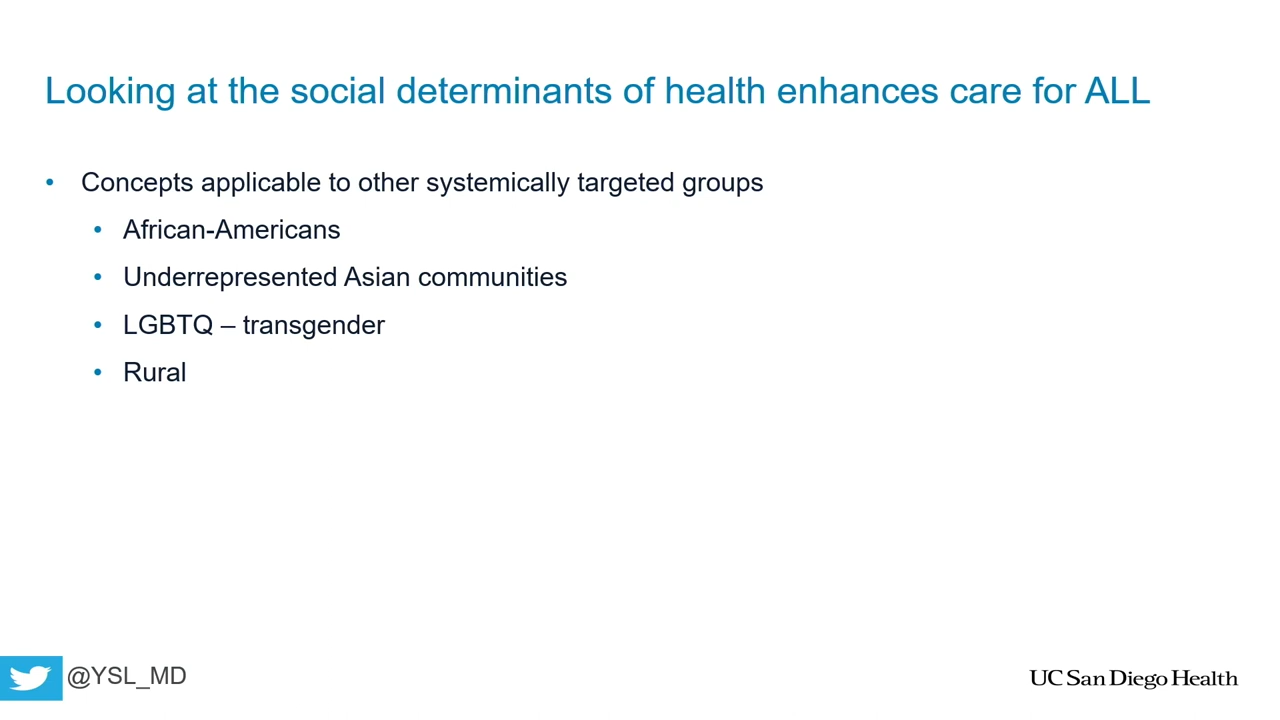 Looking at the social determinants of health enhances care for ALL
• Concepts applicable to other systemically targeted groups
• African-Americans
• Underrepresented Asian communities
• LGBTQ – transgender
• Rural
@YSL_MD
UC San Diego Health